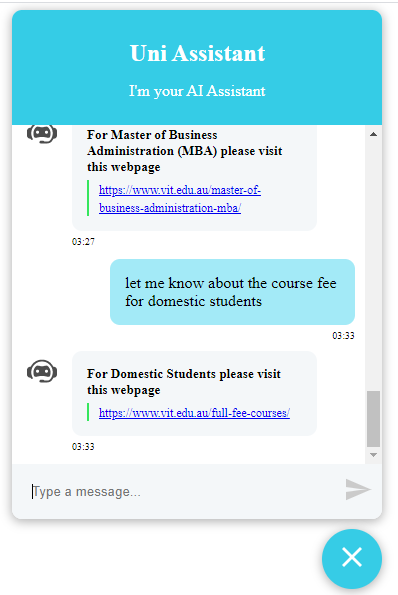 Uni Assistant
I'm your AI Assistant
For Master of Business
Administration (MBA) please visit
this webpage
https://www.vit.edu.au/master-of-
business-administration-mba/
03:27
let me know about the course fee
for domestic students
03:33
For Domestic Students please visit
this webpage
https://www.vit.edu.au/full-fee-courses/
03:33
Type a message...